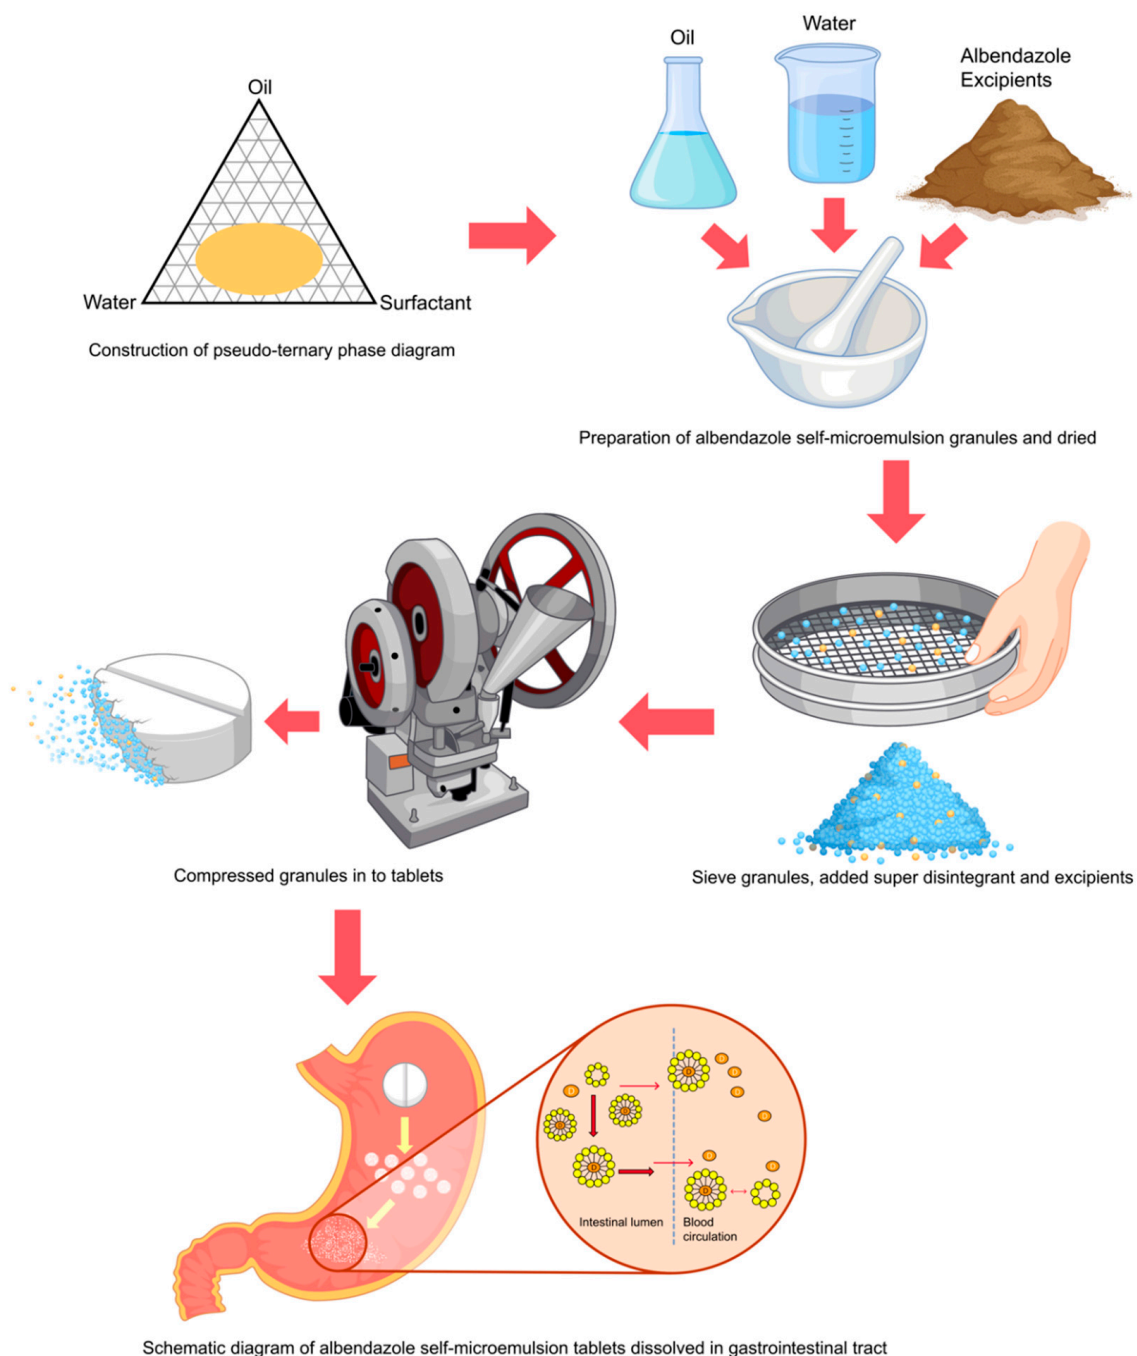 Oil
Water
Surfactant
Construction of pseudo-ternary phase diagram
Oil
Water
Albendazole
Excipients
Preparation of albendazole self-microemulsion granules and dried
Sieve granules, added super disintegrant and excipients
Compressed granules in to tablets
D
D
D
D
D
D
D
D
D
D
D
D
Intestinal lumen
Blood
circulation
Schematic diagram of albendazole self-microemulsion tablets dissolved in gastrointestinal tract